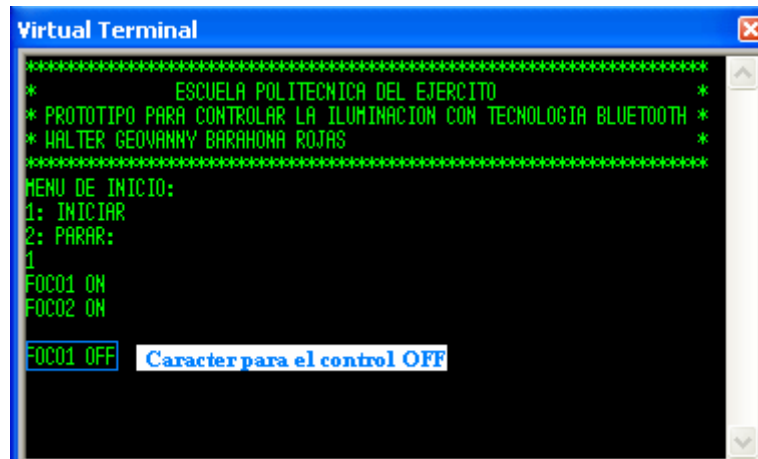 Virtual Terminal
********************************************************************
* ESCUELA POLITECNICA DEL EJERCITO *
* PROTOTIPO PARA CONTROLAR LA ILUMINACION CON TECNOLOGIA BLUETOOTH *
* WALTER GEOVANNY BARAHONA ROJAS *
********************************************************************
MENU DE INICIO:
1: INICIAR
2: PARAR:
1
FOCO1 ON
FOCO2 ON
FOCO1 OFF Caracter para el control OFF